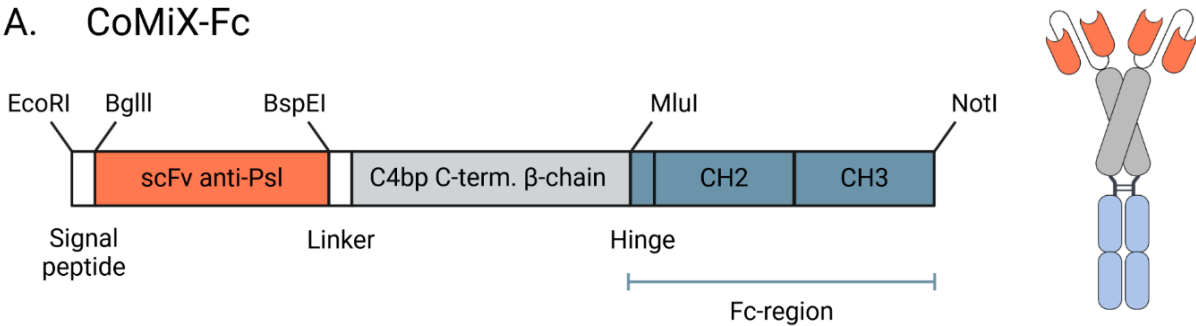 A. CoMiX-Fc
EcoRI BglII BspEI MluI NotI
scFv anti-Psl C4bp C-term. β-chain CH2 CH3
Signal peptide Linker Hinge
Fc-region